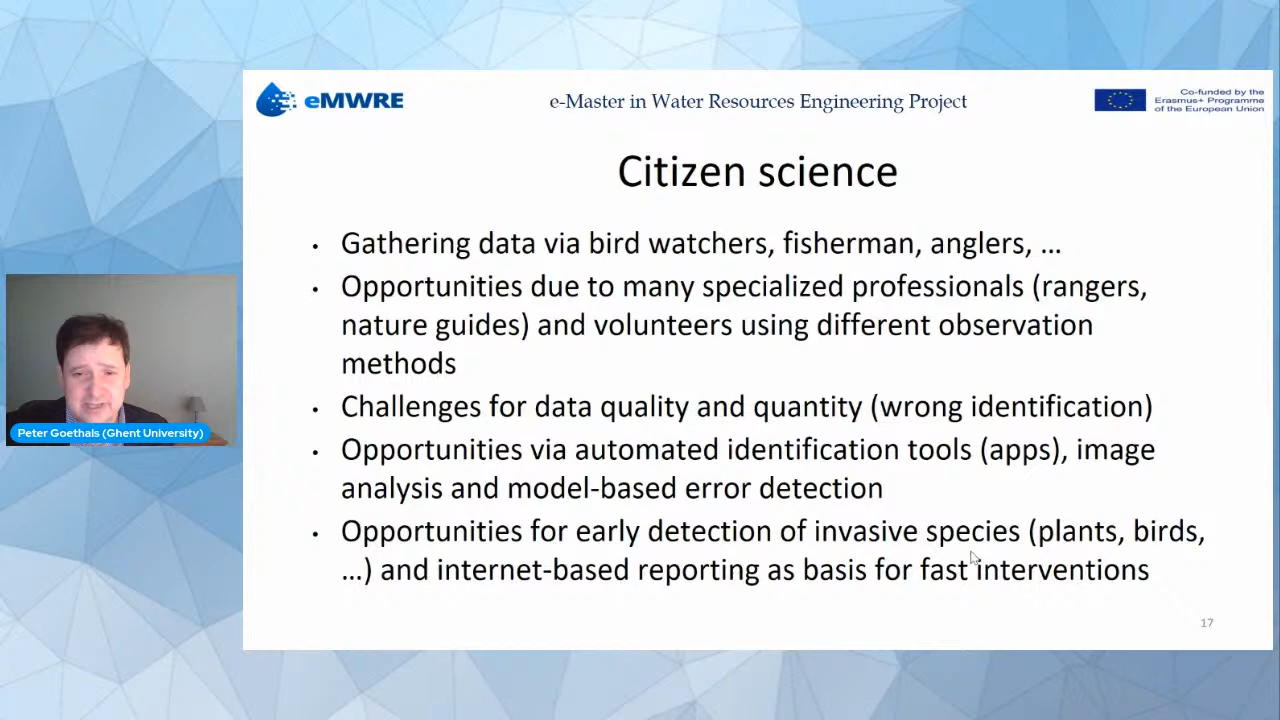 eMWRE
e-Master in Water Resources Engineering Project
Co-funded by the
Erasmus+ Programme
of the European Union
Citizen science
• Gathering data via bird watchers, fisherman, anglers, …
• Opportunities due to many specialized professionals (rangers,
nature guides) and volunteers using different observation
methods
• Challenges for data quality and quantity (wrong identification)
• Opportunities via automated identification tools (apps), image
analysis and model-based error detection
• Opportunities for early detection of invasive species (plants, birds,
…) and internet-based reporting as basis for fast interventions
Peter Goethals (Ghent University)
17